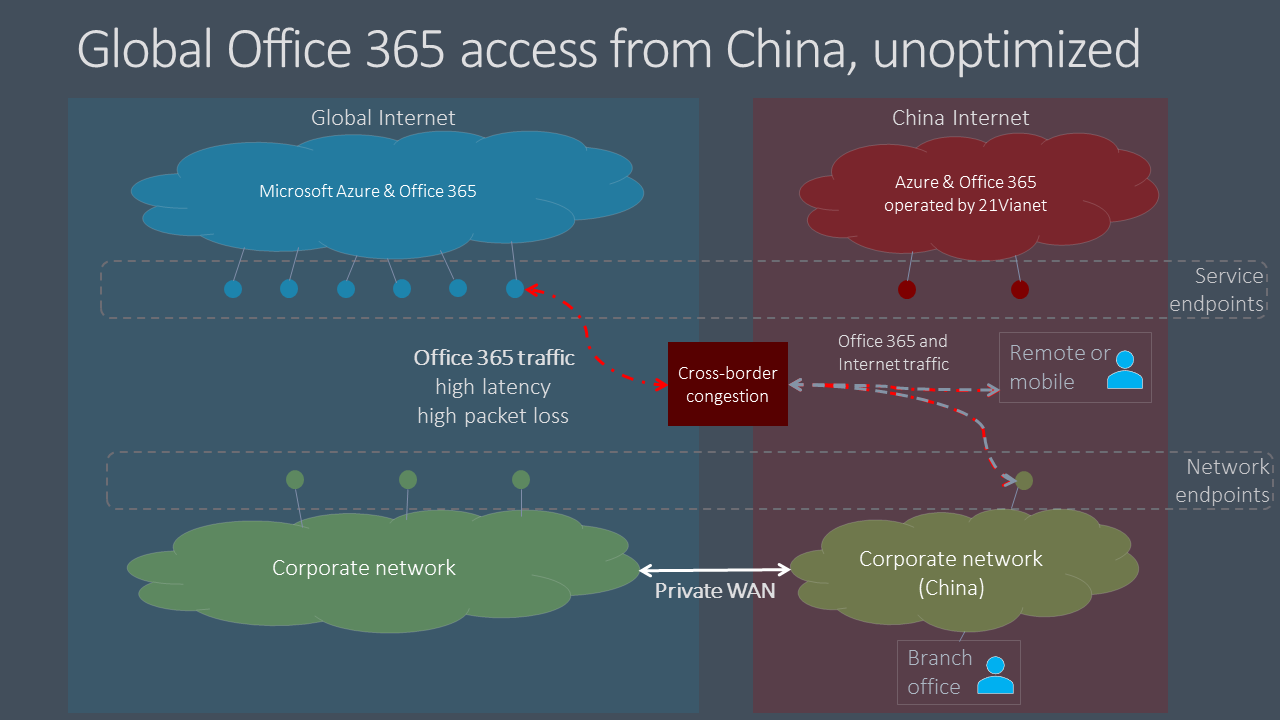 Global Office 365 access from China, unoptimized
Global Internet
China Internet
Microsoft Azure & Office 365
Azure & Office 365
operated by 21Vianet
Service
endpoints
Office 365 traffic
high latency
high packet loss
Cross-border
congestion
Office 365 and
Internet traffic
Remote or
mobile
Network
endpoints
Corporate network
Private WAN
Corporate network
(China)
Branch
office